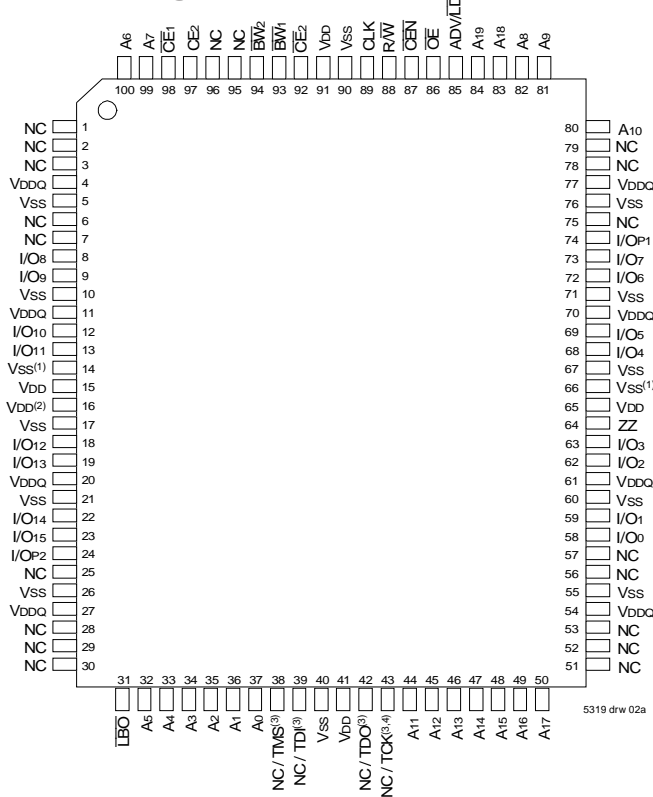 A6 A7 CE1 CE2 NC NC BW2 BW1 CE2 VDD VSS CLK R/W CEN OE ADV/LD A19 A18 A8 A9
100 99 98 97 96 95 94 93 92 91 90 89 88 87 86 85 84 83 82 81
NC 1
NC 2
NC 3
VDDQ 4
VSS 5
NC 6
NC 7
I/O8 8
I/O9 9
VSS 10
VDDQ 11
I/O10 12
I/O11 13
VSS(1) 14
VDD 15
VDD(2) 16
VSS 17
I/O12 18
I/O13 19
VDDQ 20
VSS 21
I/O14 22
I/O15 23
I/OP2 24
NC 25
VSS 26
VDDQ 27
NC 28
NC 29
NC 30
80 A10
79 NC
78 NC
77 VDDQ
76 VSS
75 NC
74 I/OP1
73 I/O7
72 I/O6
71 VSS
70 VDDQ
69 I/O5
68 I/O4
67 VSS
66 VSS(1)
65 VDD
64 ZZ
63 I/O3
62 I/O2
61 VDDQ
60 VSS
59 I/O1
58 I/O0
57 NC
56 NC
55 VSS
54 VDDQ
53 NC
52 NC
51 NC
31 32 33 34 35 36 37 38 39 40 41 42 43 44 45 46 47 48 49 50
LBO A5 A4 A3 A2 A1 A0 NC / TMS(3) NC / TDI(3) VSS VDD NC / TDO(3) NC / TCK(3,4) A11 A12 A13 A14 A15 A16 A17
5319 drw 02a